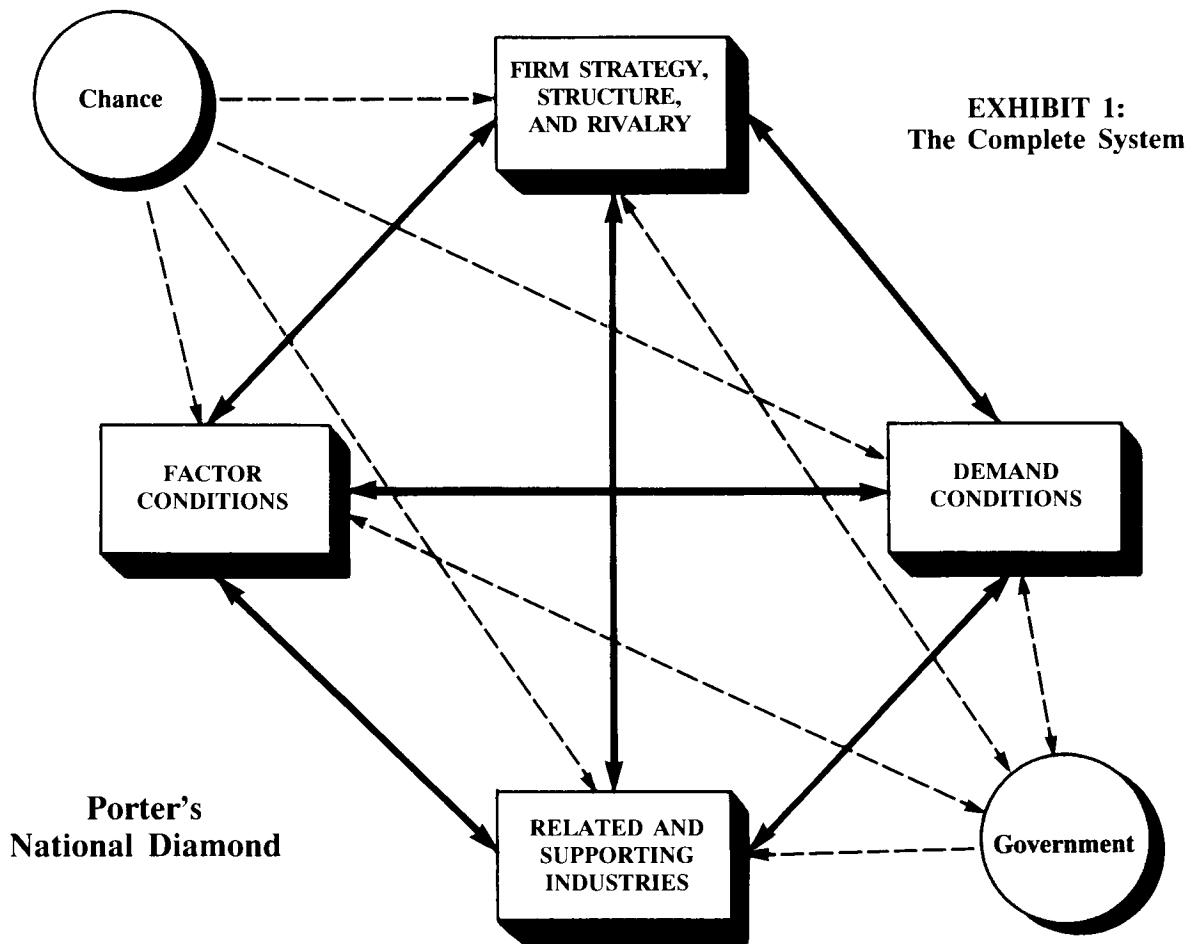 Chance
FIRM STRATEGY,
STRUCTURE,
AND RIVALRY
EXHIBIT 1:
The Complete System
FACTOR
CONDITIONS
DEMAND
CONDITIONS
Porter's
National Diamond
RELATED AND
SUPPORTING
INDUSTRIES
Government